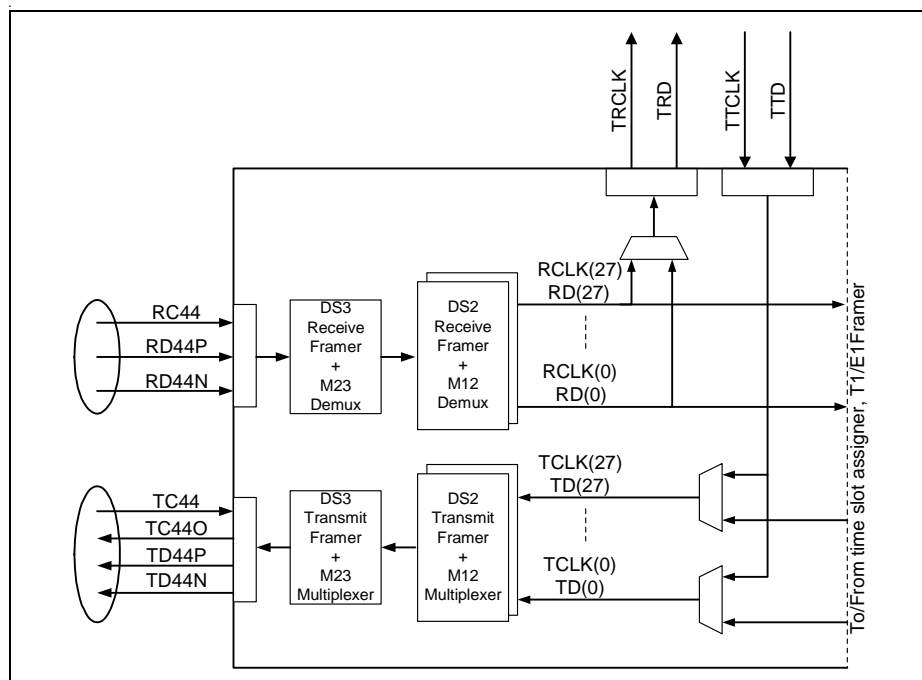 TRCLK
TRD
TTCLK
TTD
RC44
RD44P
RD44N
DS3
Receive
Framer
+
M23
Demux
DS2
Receive
Framer
+
M12
Demux
RCLK(27)
RD(27)
RCLK(0)
RD(0)
TC44
TC44O
TD44P
TD44N
DS3
Transmit
Framer
+
M23
Multiplexer
DS2
Transmit
Framer
+
M12
Multiplexer
TCLK(27)
TD(27)
TCLK(0)
TD(0)
To/From time slot assigner, T1/E1Framer